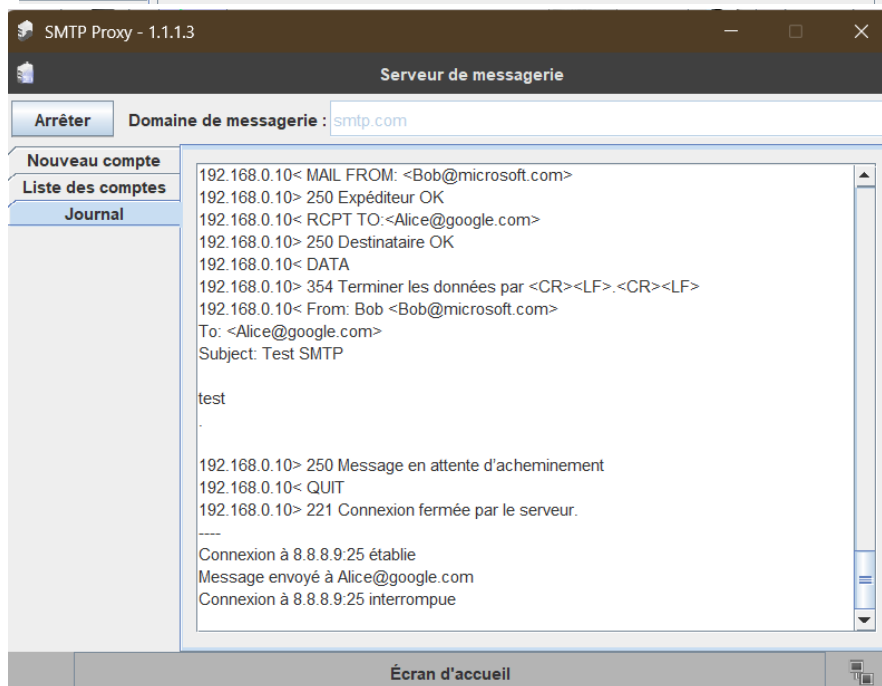 SMTP Proxy - 1.1.1.3
Serveur de messagerie
Arrêter
Domaine de messagerie : smtp.com
Nouveau compte
Liste des comptes
Journal
192.168.0.10< MAIL FROM: <Bob@microsoft.com>
192.168.0.10> 250 Expéditeur OK
192.168.0.10< RCPT TO:<Alice@google.com>
192.168.0.10> 250 Destinataire OK
192.168.0.10< DATA
192.168.0.10> 354 Terminer les données par <CR><LF>.<CR><LF>
192.168.0.10< From: Bob <Bob@microsoft.com>
To: <Alice@google.com>
Subject: Test SMTP
test
.
192.168.0.10> 250 Message en attente d’acheminement
192.168.0.10< QUIT
192.168.0.10> 221 Connexion fermée par le serveur.
----
Connexion à 8.8.8.9:25 établie
Message envoyé à Alice@google.com
Connexion à 8.8.8.9:25 interrompue
Écran d'accueil